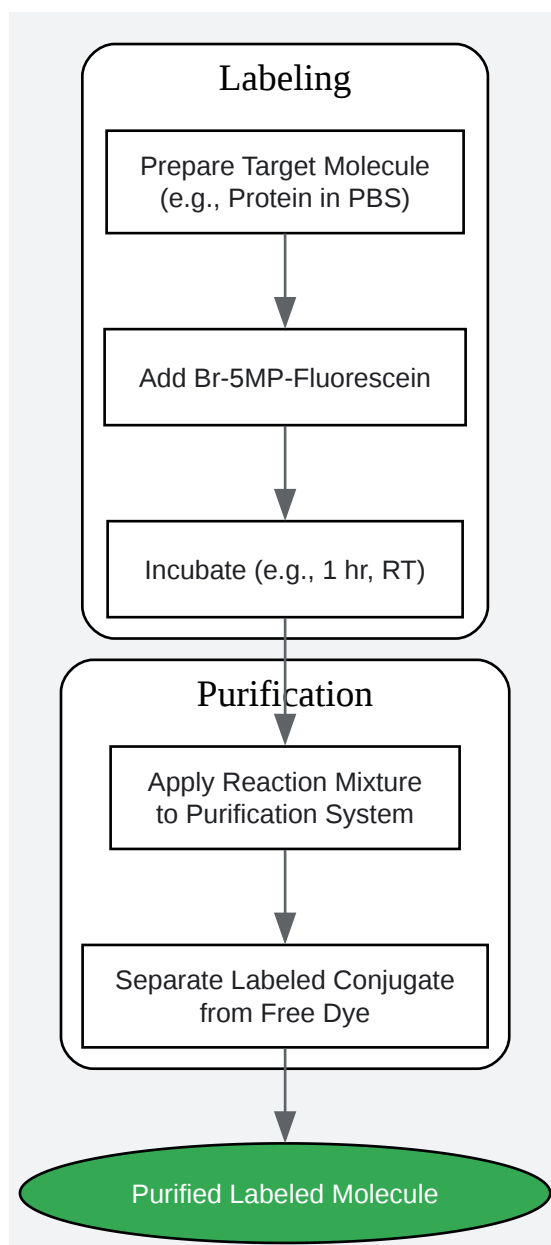 Labeling
Prepare Target Molecule
(e.g., Protein in PBS)
Add Br-5MP-Fluorescein
Incubate (e.g., 1 hr, RT)
Purification
Apply Reaction Mixture
to Purification System
Separate Labeled Conjugate
from Free Dye
Purified Labeled Molecule